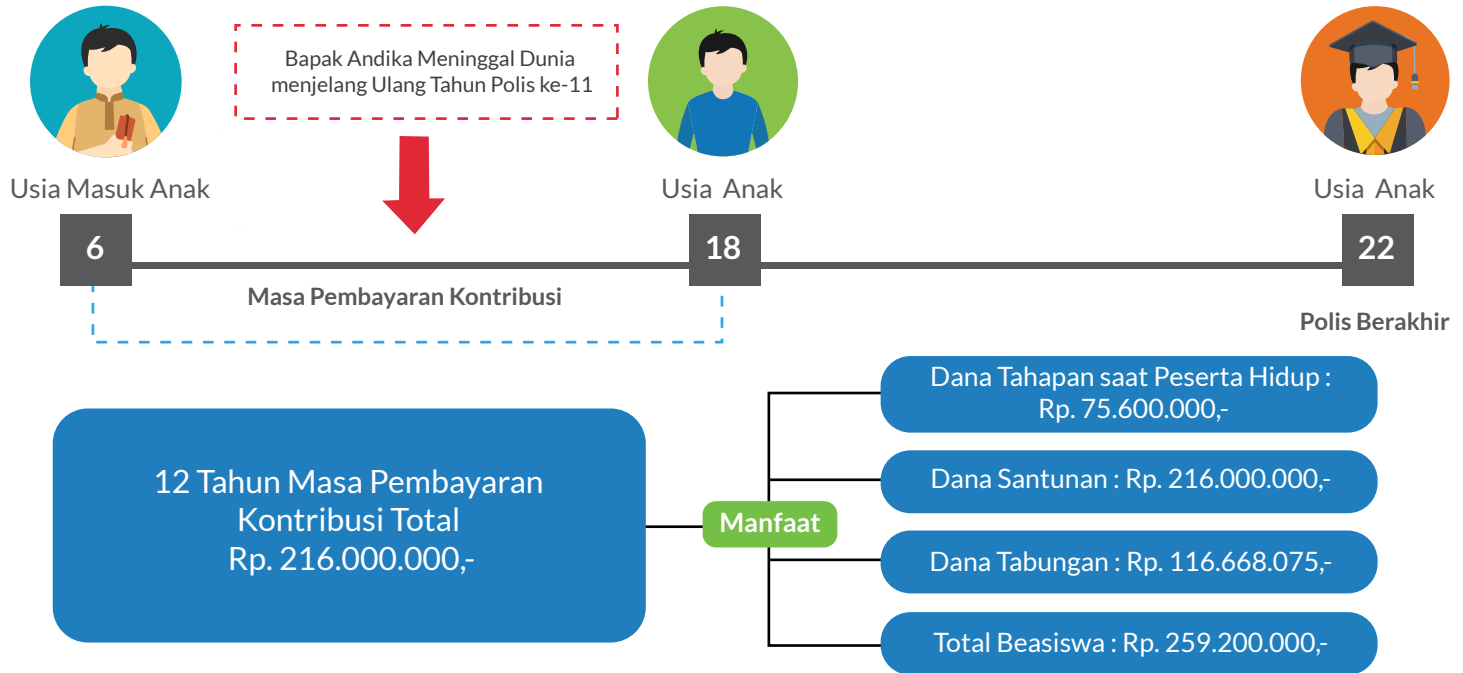 Bapak Andika Meninggal Dunia
menjelang Ulang Tahun Polis ke-11
Usia Masuk Anak
Usia Anak
Usia Anak
6
18
22
Masa Pembayaran Kontribusi
Polis Berakhir
12 Tahun Masa Pembayaran
Kontribusi Total
Rp. 216.000.000,-
Manfaat
Dana Tahapan saat Peserta Hidup :
Rp. 75.600.000,-
Dana Santunan : Rp. 216.000.000,-
Dana Tabungan : Rp. 116.668.075,-
Total Beasiswa : Rp. 259.200.000,-